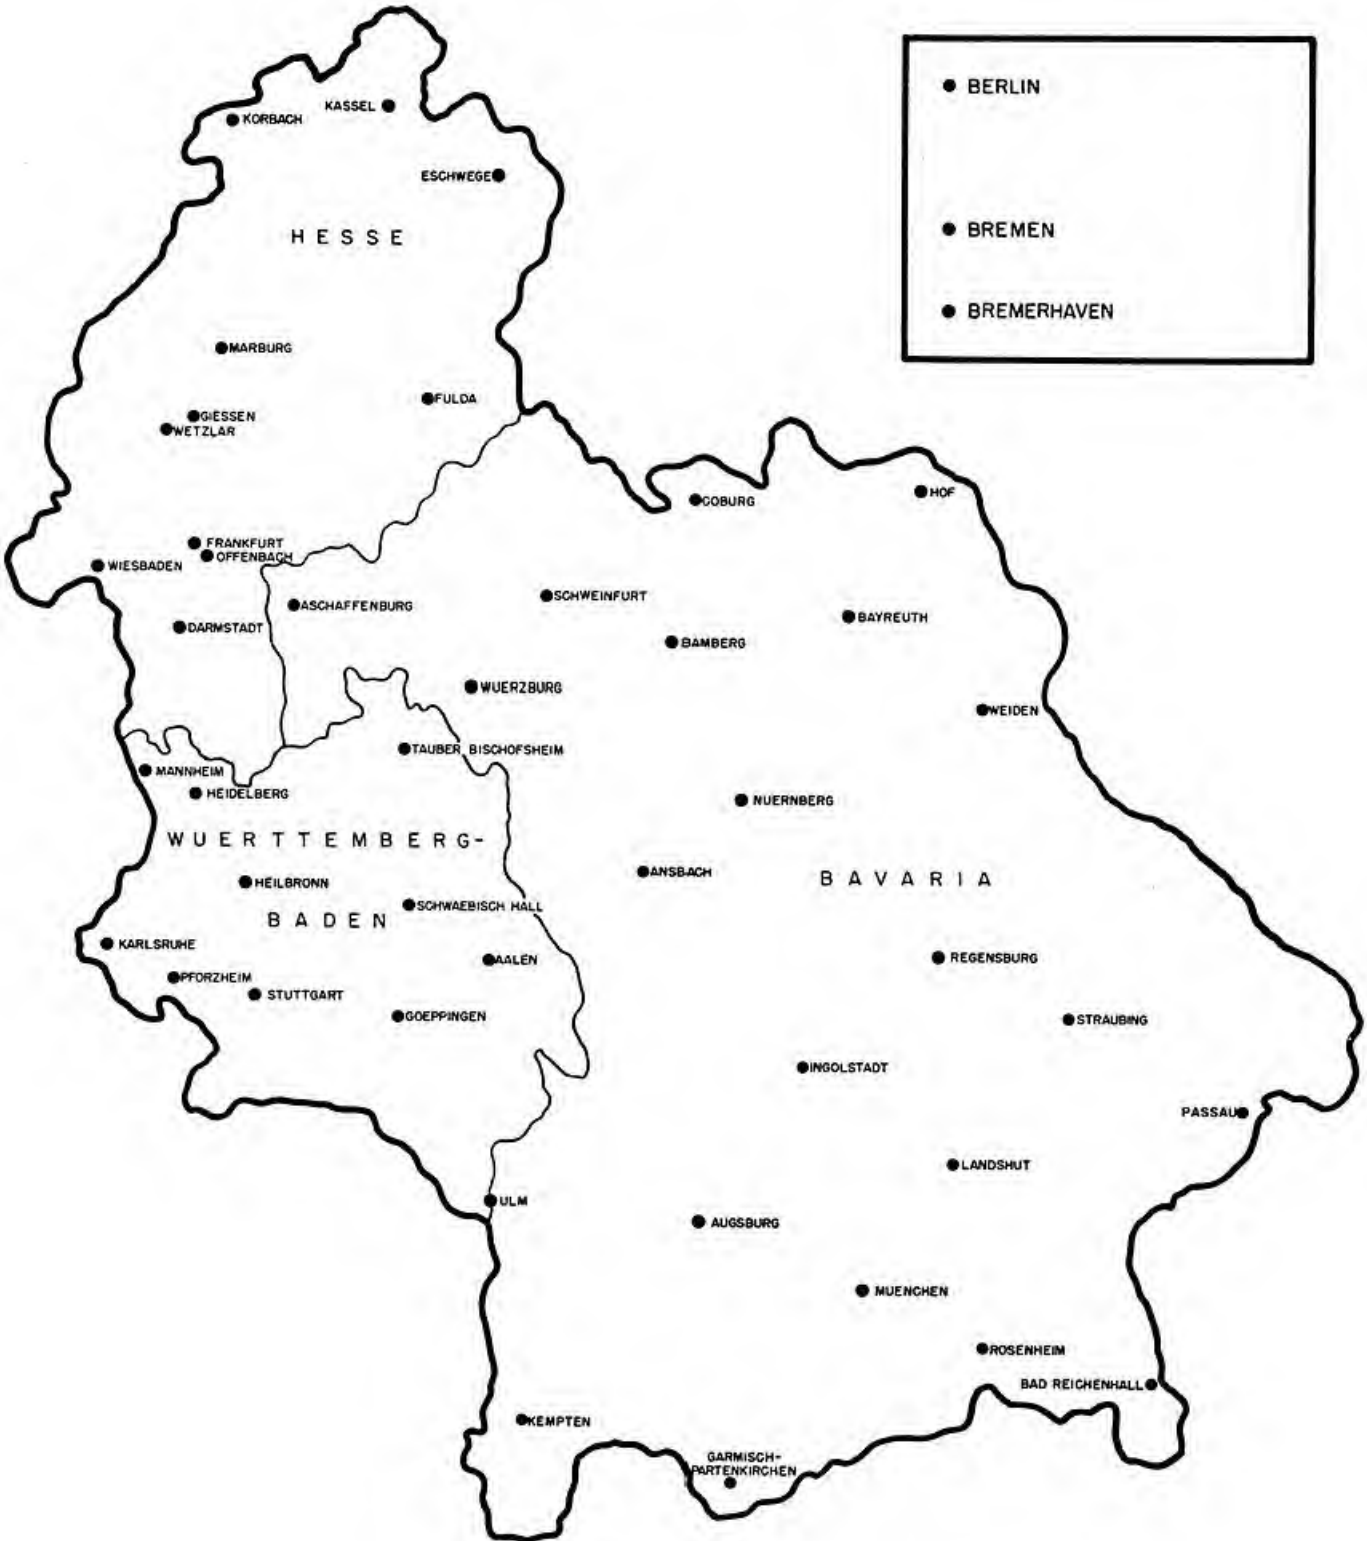 BERLIN
KASSEL
KORBACH
ESCHWEGE
BREMEN
HESSE
BREMERHAVEN
MARBURG
FULDA
GIESSEN
WETZLAR
HOF
COBURG
FRANKFURT
OFFENBACH
WIESBADEN
SCHWEINFURT
ASCHAFFENBURG
BAYREUTH
DARMSTADT
BAMBERG
WUERZBURG
WEIDEN
TAUBER BISCHOFSHEIM
MANNHEIM
HEIDELBERG
NUERNBERG
WUERTTEMBERG-
BADEN
ANSBACH
BAVARIA
HEILBRONN
SCHWAEBISCH HALL
KARLSRUHE
AALEN
REGENSBURG
PFORZHEIM
STUTTGART
GOEPPINGEN
STRAUBING
INGOLSTADT
PASSAU
LANDSHUT
ULM
AUGSBURG
MUENCHEN
ROSENHEIM
BAD REICHENHALL
KEMPTEN
GARMISCH-
PARTENKIRCHEN